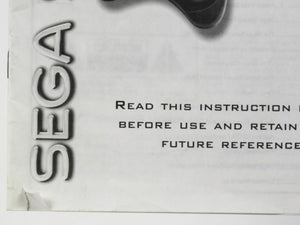 SEGA
READ THIS INSTRUCTION
BEFORE USE AND RETAIN
FUTURE REFERENCE